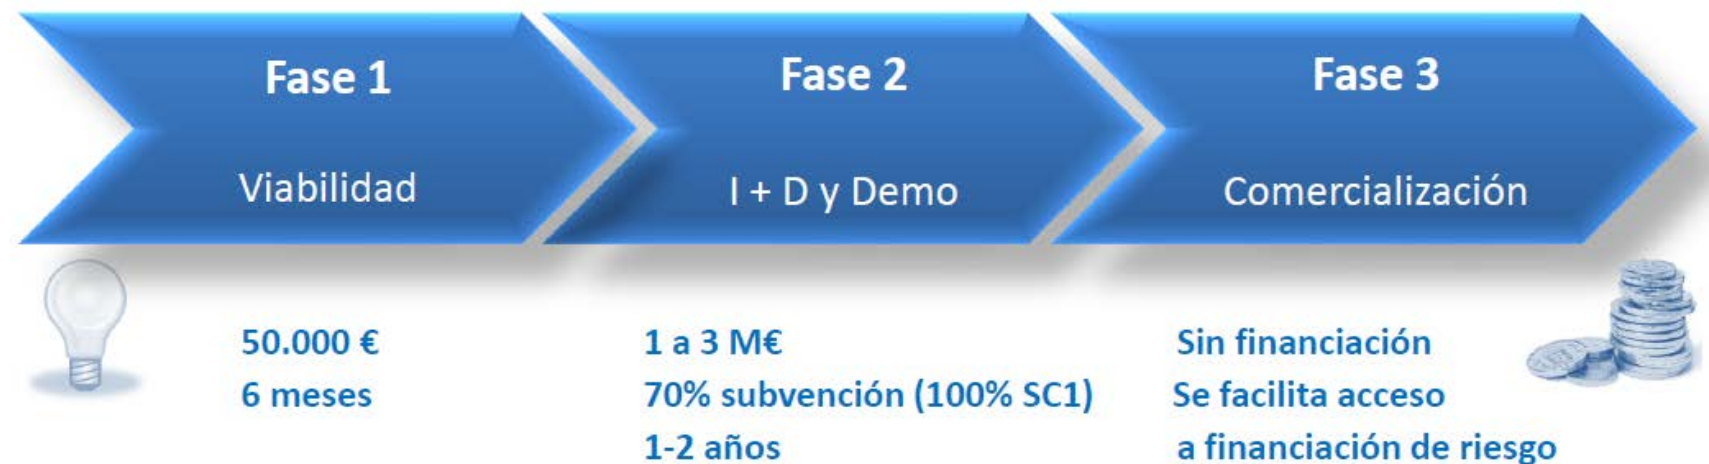 Fase 1
Viabilidad
Fase 2
I + D y Demo
Fase 3
Comercialización
50.000 €
6 meses
1 a 3 M€
70% subvención (100% SC1)
1-2 años
Sin financiación
Se facilita acceso
a financiación de riesgo